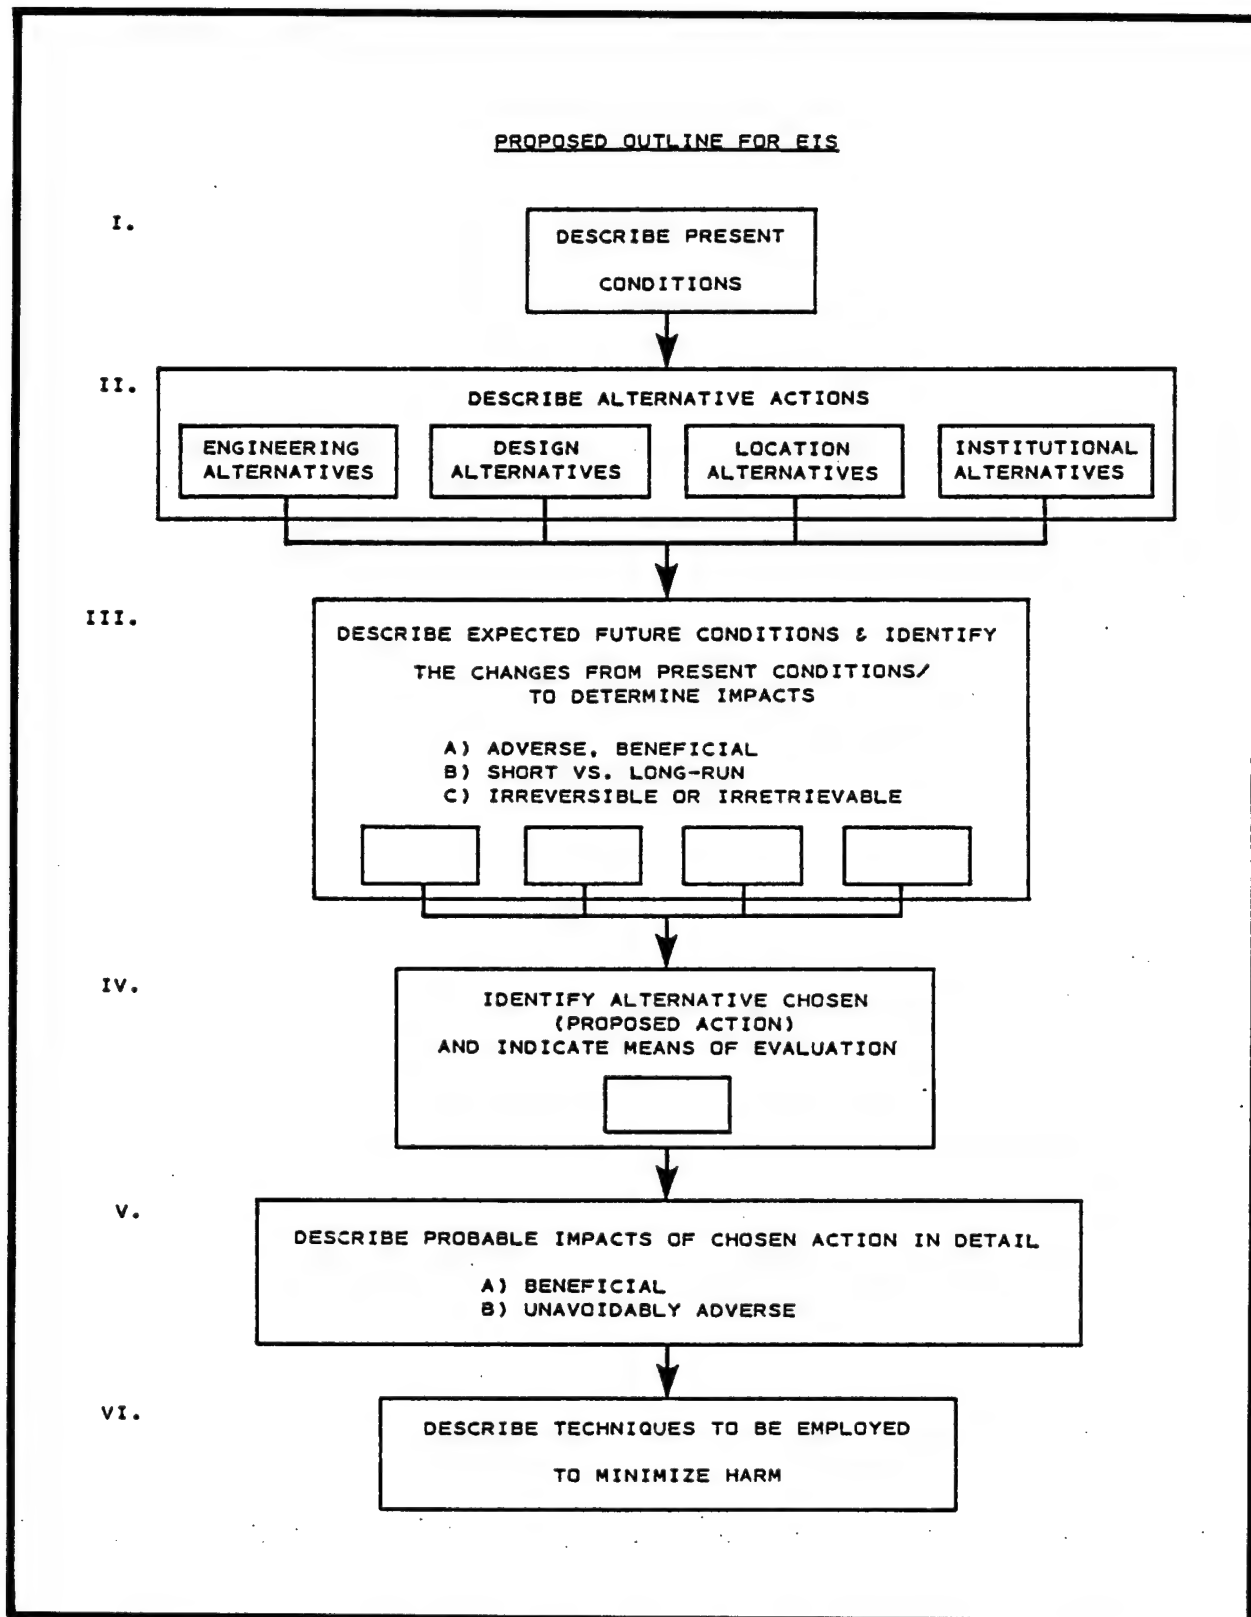 PROPOSED OUTLINE FOR EIS
I.
DESCRIBE PRESENT
CONDITIONS
II.
DESCRIBE ALTERNATIVE ACTIONS
ENGINEERING
ALTERNATIVES
DESIGN
ALTERNATIVES
LOCATION
ALTERNATIVES
INSTITUTIONAL
ALTERNATIVES
III.
DESCRIBE EXPECTED FUTURE CONDITIONS & IDENTIFY
THE CHANGES FROM PRESENT CONDITIONS/
TO DETERMINE IMPACTS
A) ADVERSE, BENEFICIAL
B) SHORT VS. LONG-RUN
C) IRREVERSIBLE OR IRRETRIEVABLE
IV.
IDENTIFY ALTERNATIVE CHOSEN
(PROPOSED ACTION)
AND INDICATE MEANS OF EVALUATION
V.
DESCRIBE PROBABLE IMPACTS OF CHOSEN ACTION IN DETAIL
A) BENEFICIAL
B) UNAVOIDABLY ADVERSE
VI.
DESCRIBE TECHNIQUES TO BE EMPLOYED
TO MINIMIZE HARM